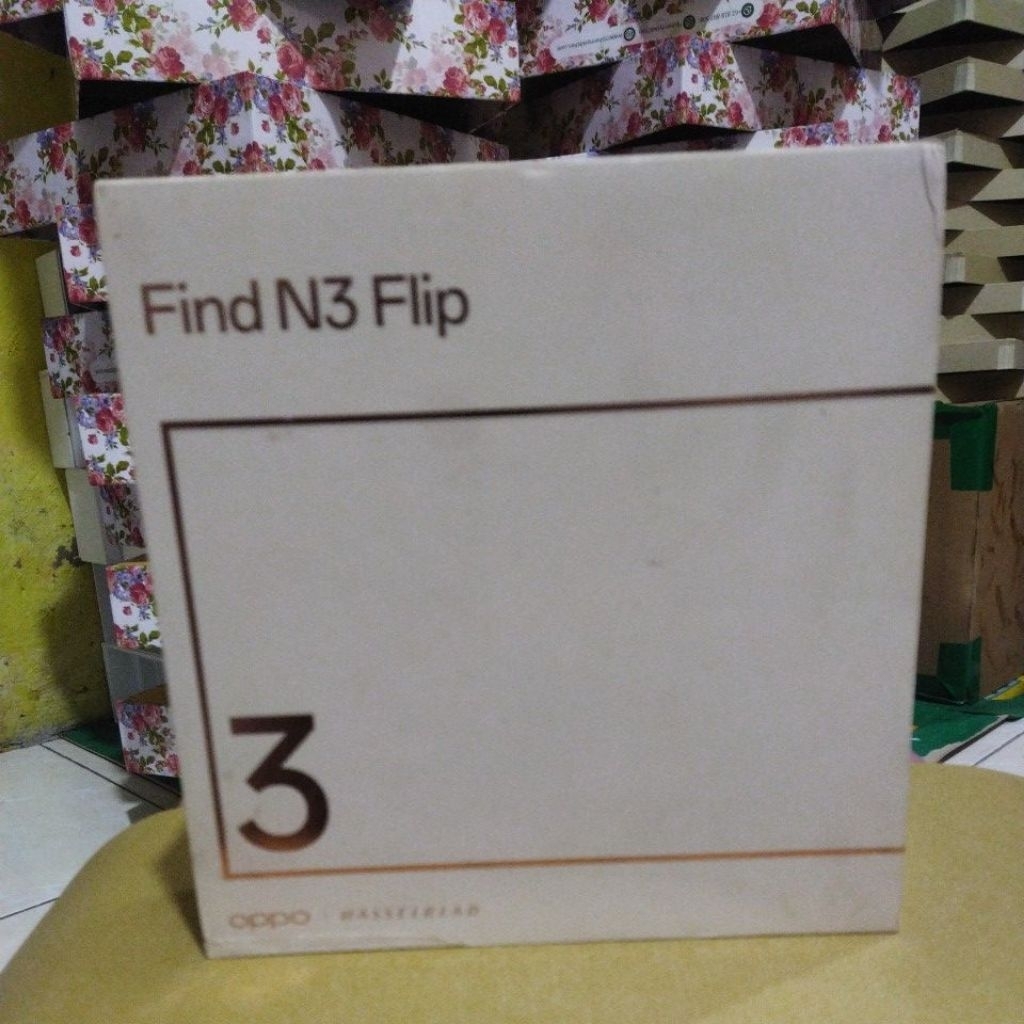 Find N3 Flip
3
oppo | HASSELBLAD